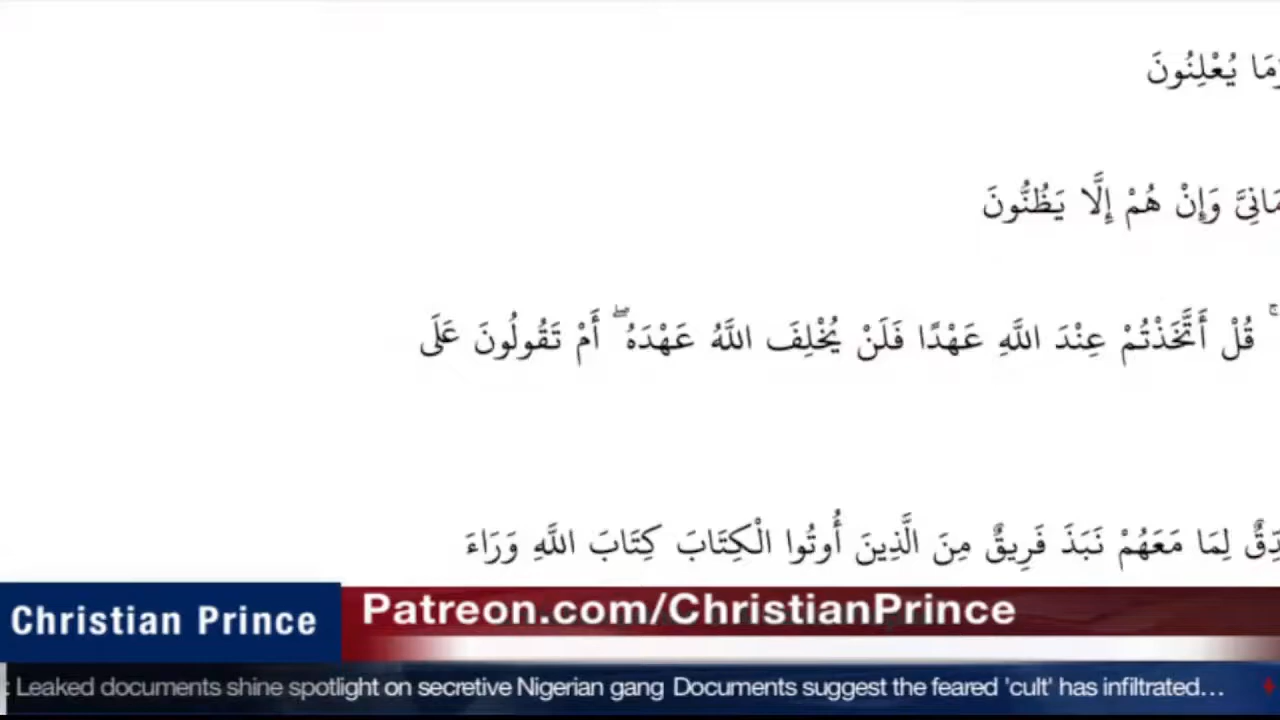 وَمَا يُعْلِنُونَ
أَمَانِيَّ وَإِنْ هُمْ إِلَّا يَظُنُّونَ
ۚ قُلْ أَتَّخَذْتُمْ عِنْدَ اللَّهِ عَهْدًا فَلَنْ يُخْلِفَ اللَّهُ عَهْدَهُ ۖ أَمْ تَقُولُونَ عَلَى
لِمَا مَعَهُمْ نَبَذَ فَرِيقٌ مِنَ الَّذِينَ أُوتُوا الْكِتَابَ كِتَابَ اللَّهِ وَرَاءَ
Christian Prince
Patreon.com/ChristianPrince
: Leaked documents shine spotlight on secretive Nigerian gang Documents suggest the feared 'cult' has infiltrated...